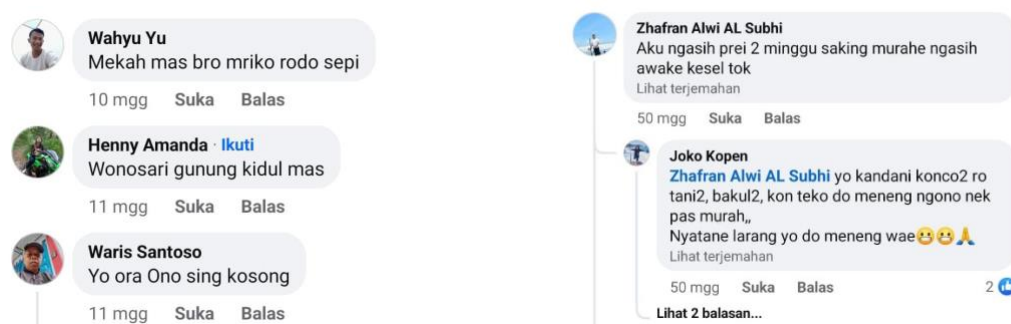 Wahyu Yu
Mekah mas bro mriko rodo sepi
10 mgg Suka Balas
Henny Amanda · Ikuti
Wonosari gunung kidul mas
11 mgg Suka Balas
Waris Santoso
Yo ora Ono sing kosong
11 mgg Suka Balas
Zhafran Alwi AL Subhi
Aku ngasih prei 2 minggu saking murahe ngasih
awake kesel tok
Lihat terjemahan
50 mgg Suka Balas
Joko Kopen
Zhafran Alwi AL Subhi yo kandani konco2 ro
tani2, bakul2, kon teko do meneng ngono nek
pas murah,,
Nyatane larang yo do meneng wae😬😬🙏
Lihat terjemahan
50 mgg Suka Balas 2
Lihat 2 balasan...